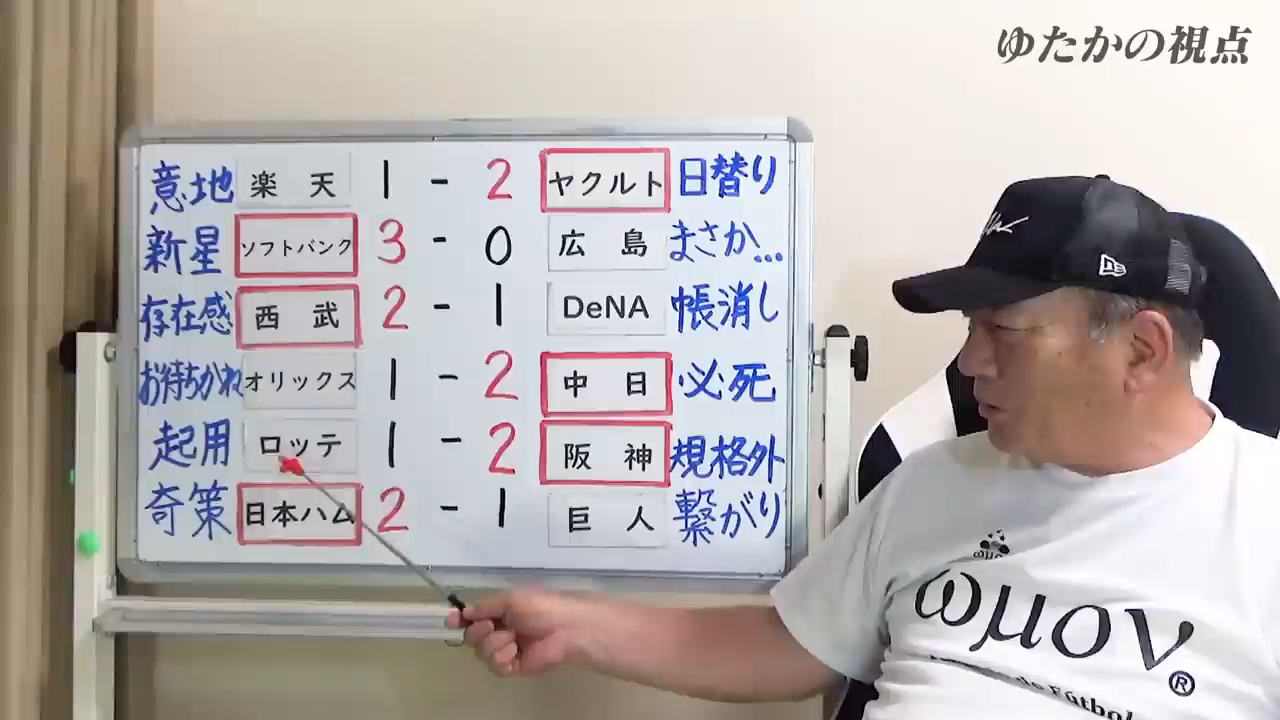 ゆたかの視点
意地 楽天 1 - 2 ヤクルト 日替り
新星 ソフトバンク 3 - 0 広島 まさか...
存在感 西武 2 - 1 DeNA 帳消し
お待ちかね オリックス 1 - 2 中日 必死
起用 ロッテ 1 - 2 阪神 規格外
奇策 日本ハム 2 - 1 巨人 繋がり
NE
ωμον
ωμον®
de Fútbol